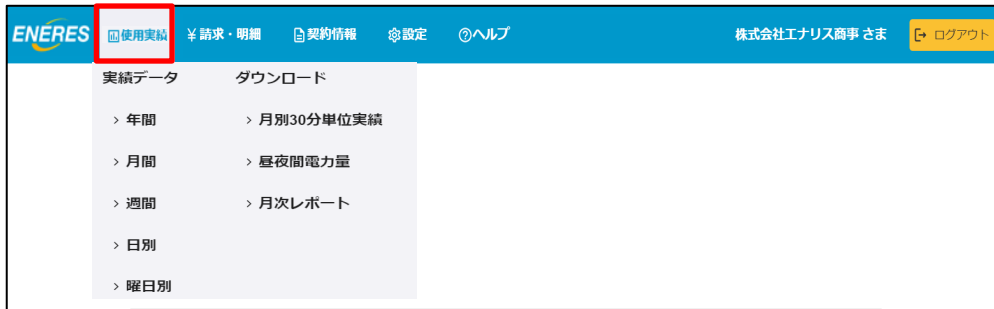 ENERES 使用実績 ¥請求・明細 契約情報 設定 ?ヘルプ 株式会社エナリス商事 さま ログアウト
実績データ ダウンロード
> 年間 > 月別30分単位実績
> 月間 > 昼夜間電力量
> 週間 > 月次レポート
> 日別
> 曜日別